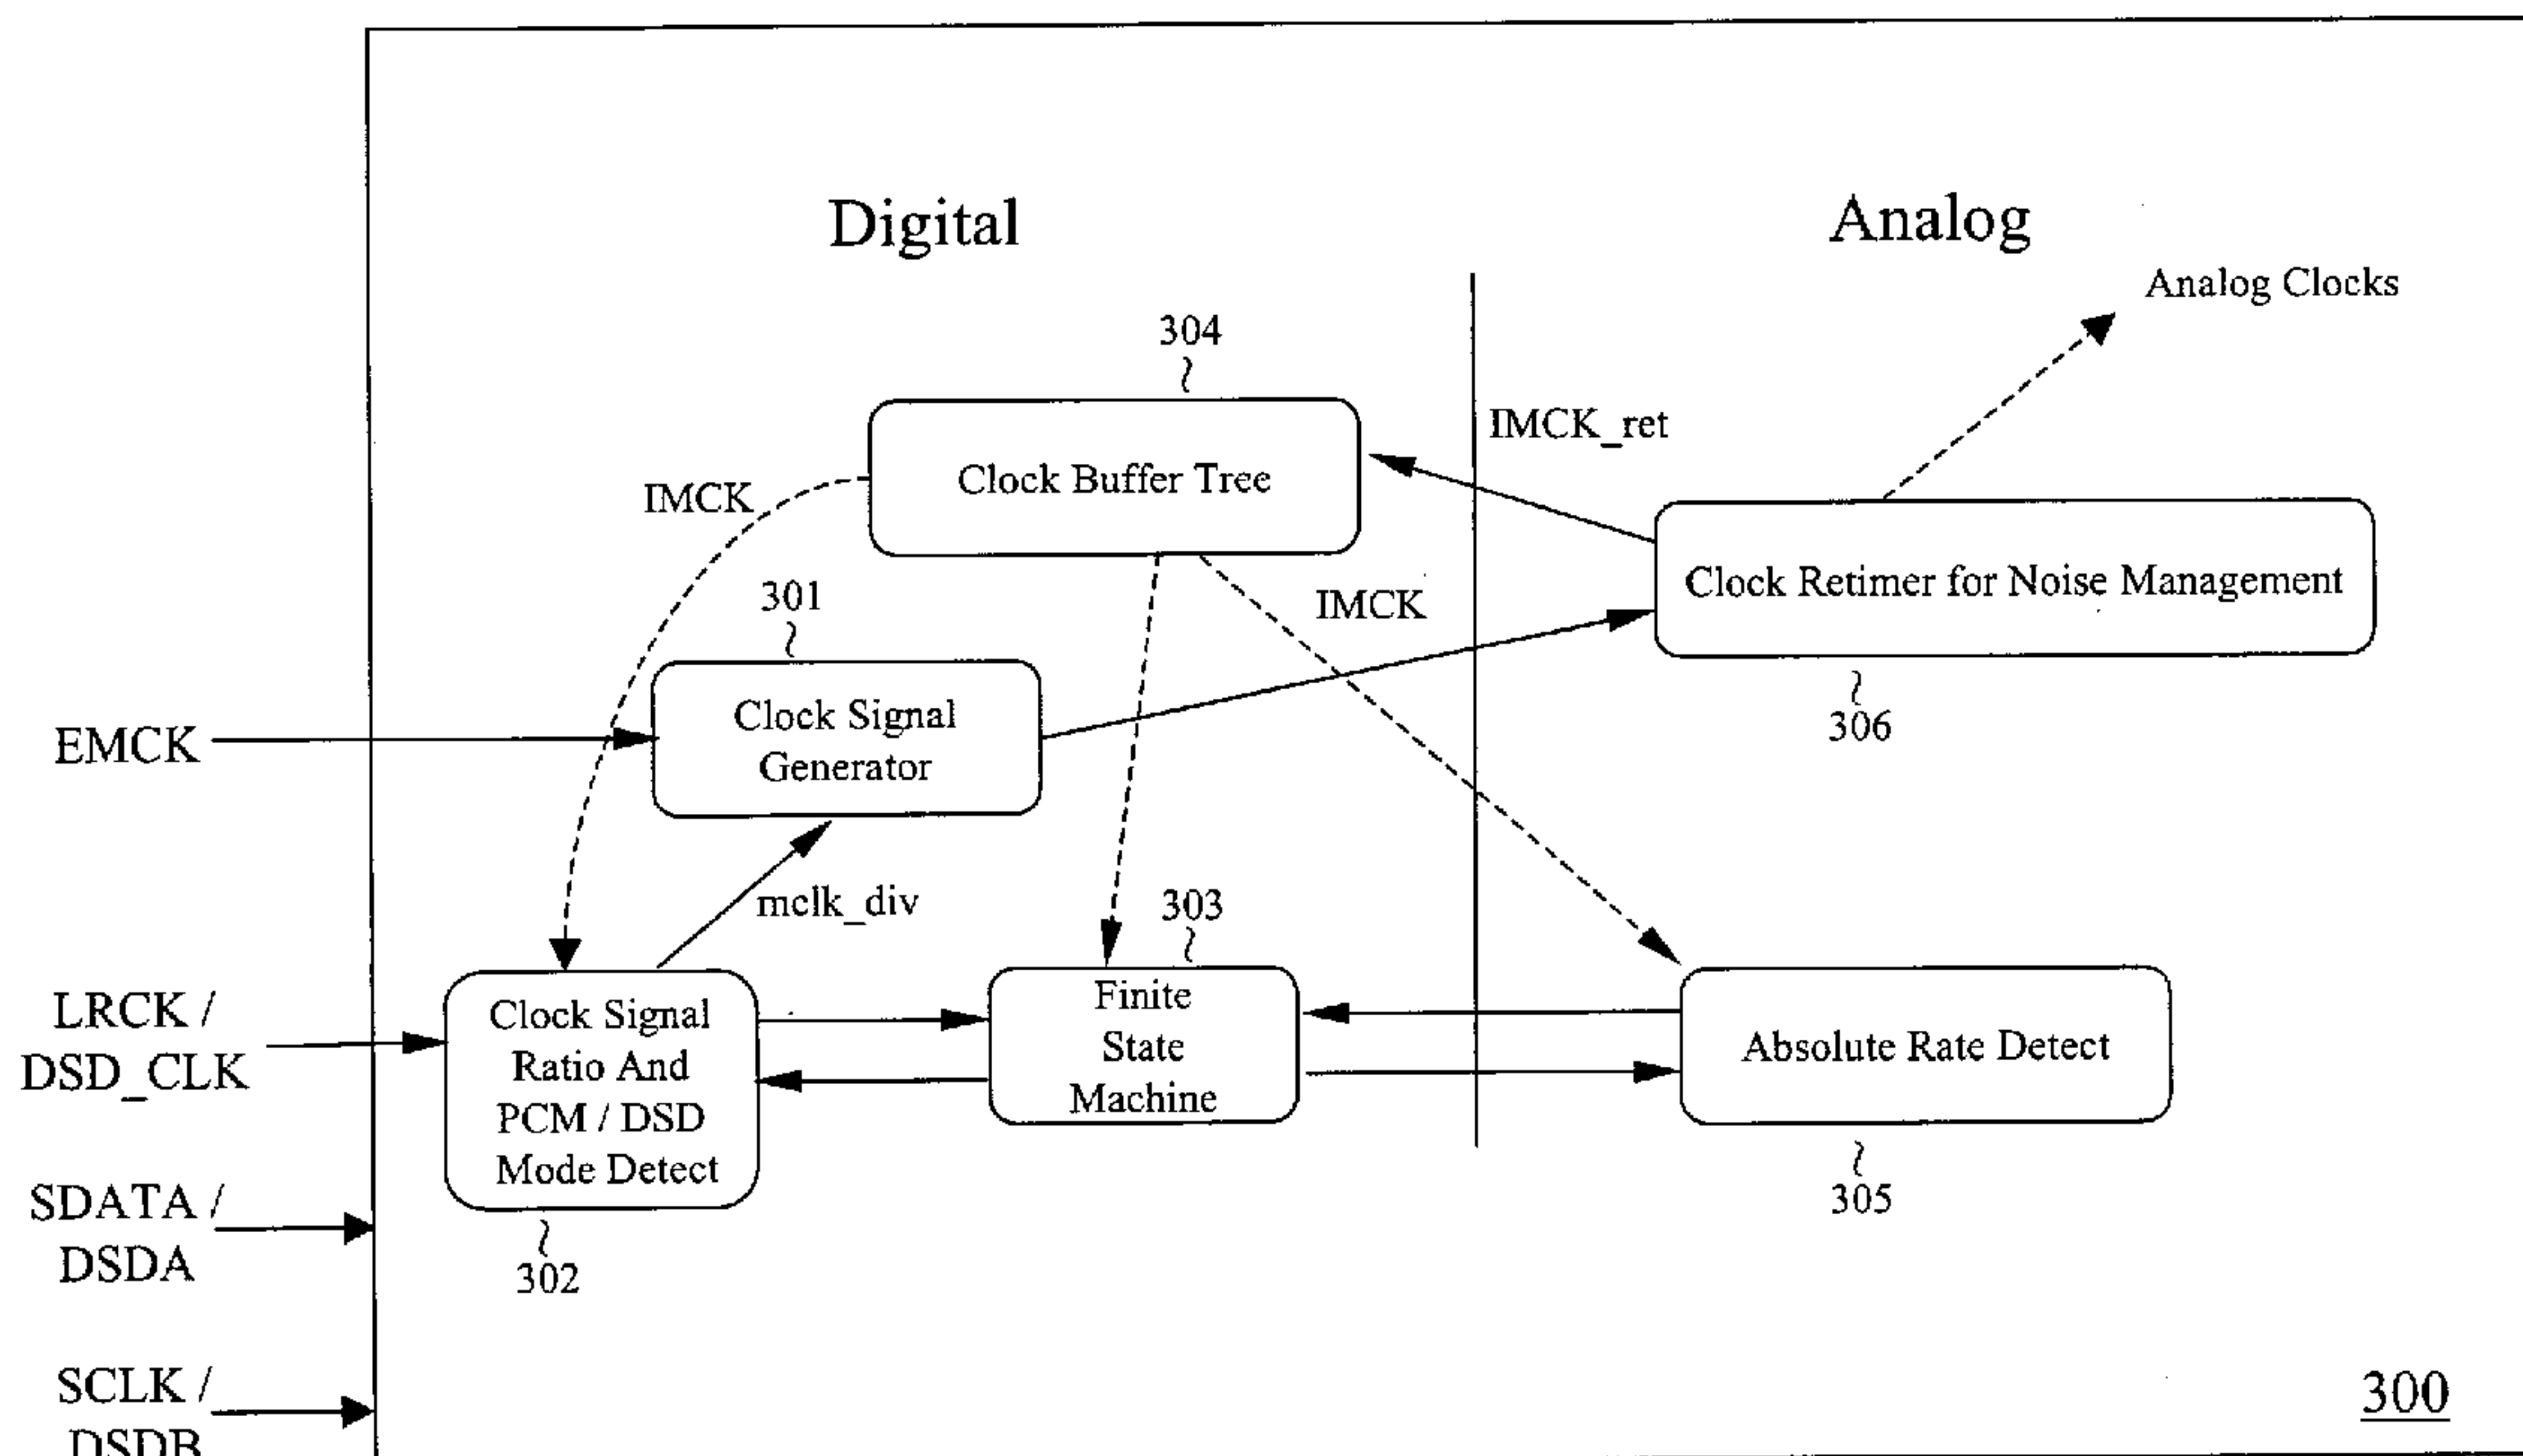 Digital
Analog
Analog Clocks
304
IMCK_ret
Clock Buffer Tree
IMCK
Clock Retimer for Noise Management
301
IMCK
Clock Signal
Generator
EMCK
306
mclk_div
303
LRCK /
DSD_CLK
Clock Signal
Ratio And
PCM / DSD
Mode Detect
Finite
State
Machine
Absolute Rate Detect
SDATA /
DSDA
305
302
SCLK /
DSDB
300